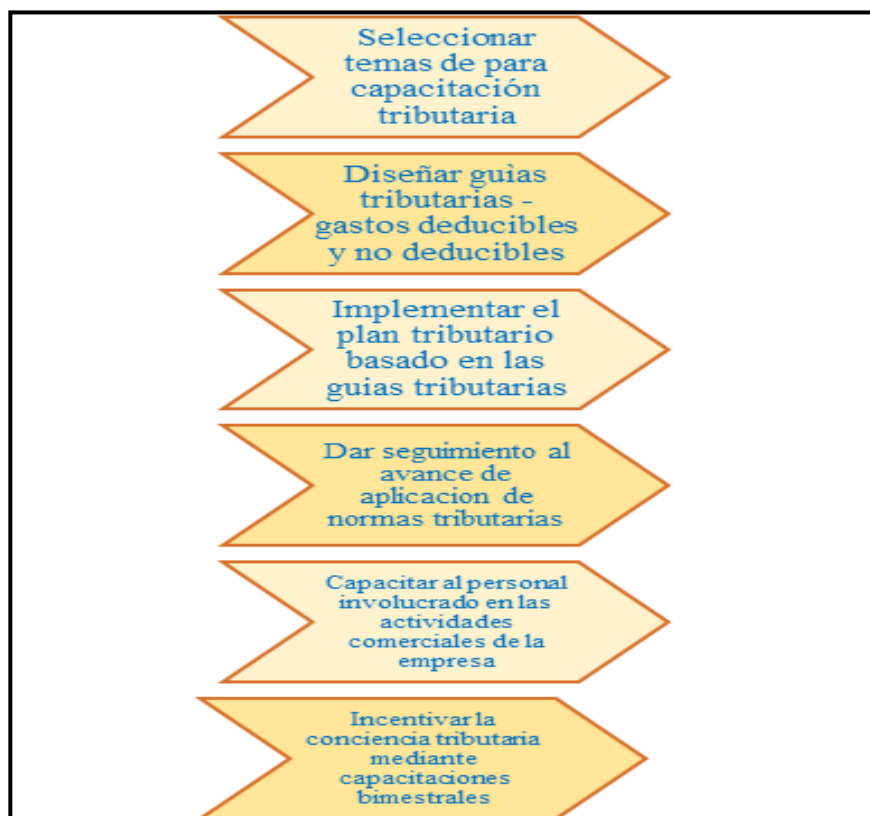 Seleccionar
temas de para
capacitación
tributaria
Diseñar guìas
tributarias -
gastos deducibles
y no deducibles
Implementar el
plan tributario
basado en las
guias tributarias
Dar seguimiento al
avance de
aplicacion de
normas tributarias
Capacitar al personal
involucrado en las
actividades
comerciales de la
empresa
Incentivar la
conciencia tributaria
mediante
capacitaciones
bimestrales